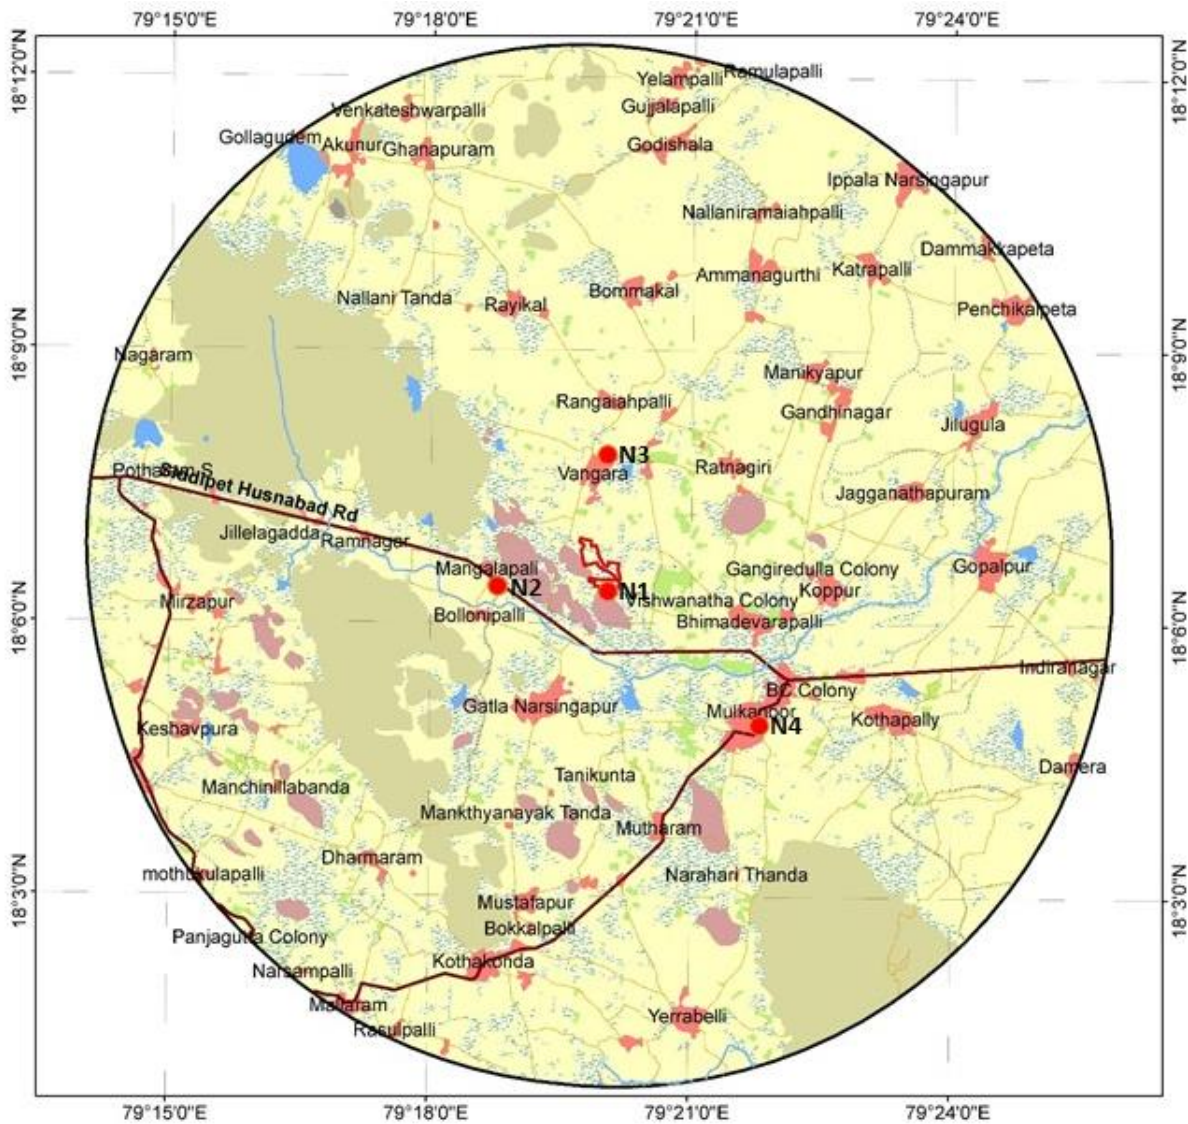 79°15'0"E
79°18'0"E
79°21'0"E
79°24'0"E
18°12'0"N
18°12'0"N
Yelampalli
Ramulapalli
Venkateshwarpalli
Gujjalapalli
Gollagudem
Akunur
Ghanapuram
Godishala
Ippala Narsingapur
Nallaniramaiahpalli
Dammakkapeta
Ammanagurthi
Katrapalli
Nallani Tanda
Rayikal
Bommakal
Penchikalpeta
18°9'0"N
18°9'0"N
Nagaram
Manikyapur
Rangaiahpalli
Gandhinagar
Jilugula
N3
Pothoram S
Siddipet Husnabad Rd
Vangara
Ratnagiri
Jagganathapuram
Jillelagadda
Ramnagar
Mangalapali
Gangiredulla Colony
Gopalpur
N2
N1
Koppur
Mirzapur
Vishwanatha Colony
Bollonipalli
Bhimadevarapalli
18°6'0"N
18°6'0"N
Indiranagar
BC Colony
Gatla Narsingapur
Mulkanoor
Kothapally
Keshavpura
N4
Damera
Tanikunta
Manchinillabanda
Mankthyanayak Tanda
Mutharam
Dharmaram
mothukulapalli
Narahari Thanda
18°3'0"N
18°3'0"N
Mustafapur
Bokkalpalli
Panjagutta Colony
Kothakonda
Narsampalli
Mallaram
Rasulpalli
Yerrabelli
79°15'0"E
79°18'0"E
79°21'0"E
79°24'0"E